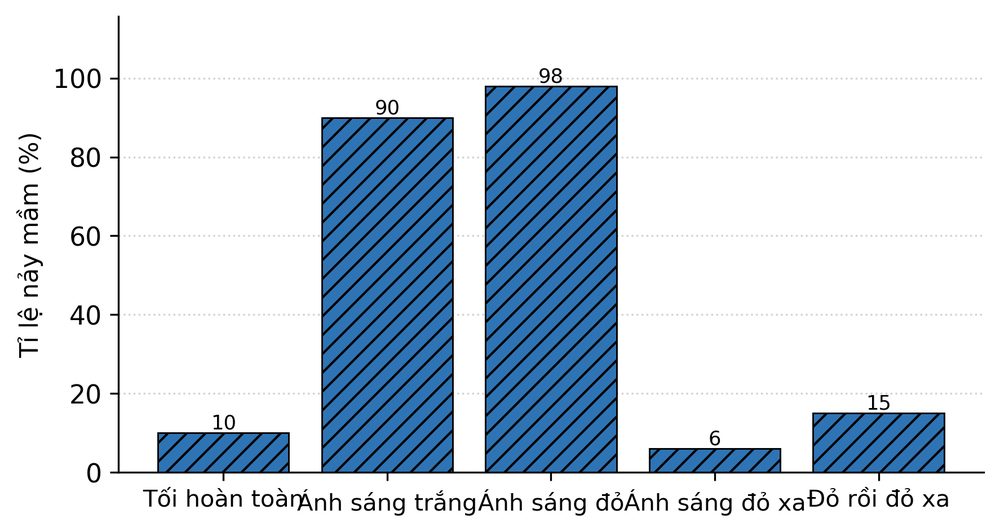 Tỉ lệ nảy mầm (%)
100
80
60
40
20
0
10
90
98
6
15
Tối hoàn toàn
Ánh sáng trắng
Ánh sáng đỏ
Ánh sáng đỏ xa
Đỏ rồi đỏ xa